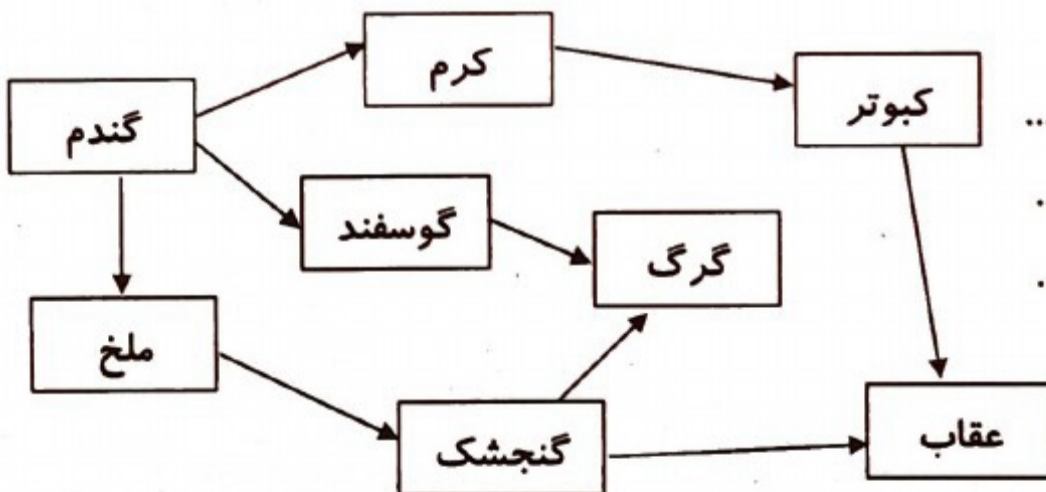 کرم
کبوتر
گندم
گوسفند
گرگ
ملخ
گنجشک
عقاب